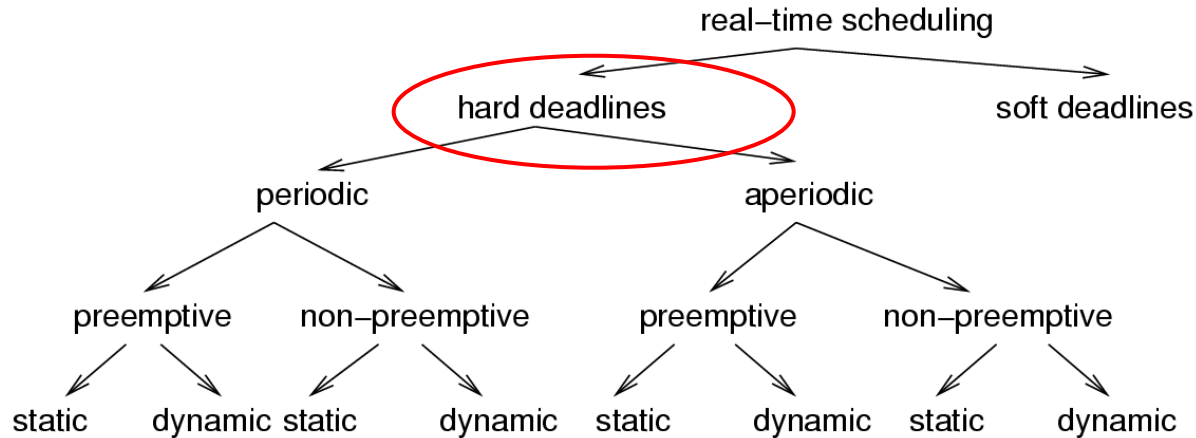 real–time scheduling
hard deadlines soft deadlines
periodic aperiodic
preemptive non–preemptive preemptive non–preemptive
static dynamic static dynamic static dynamic static dynamic